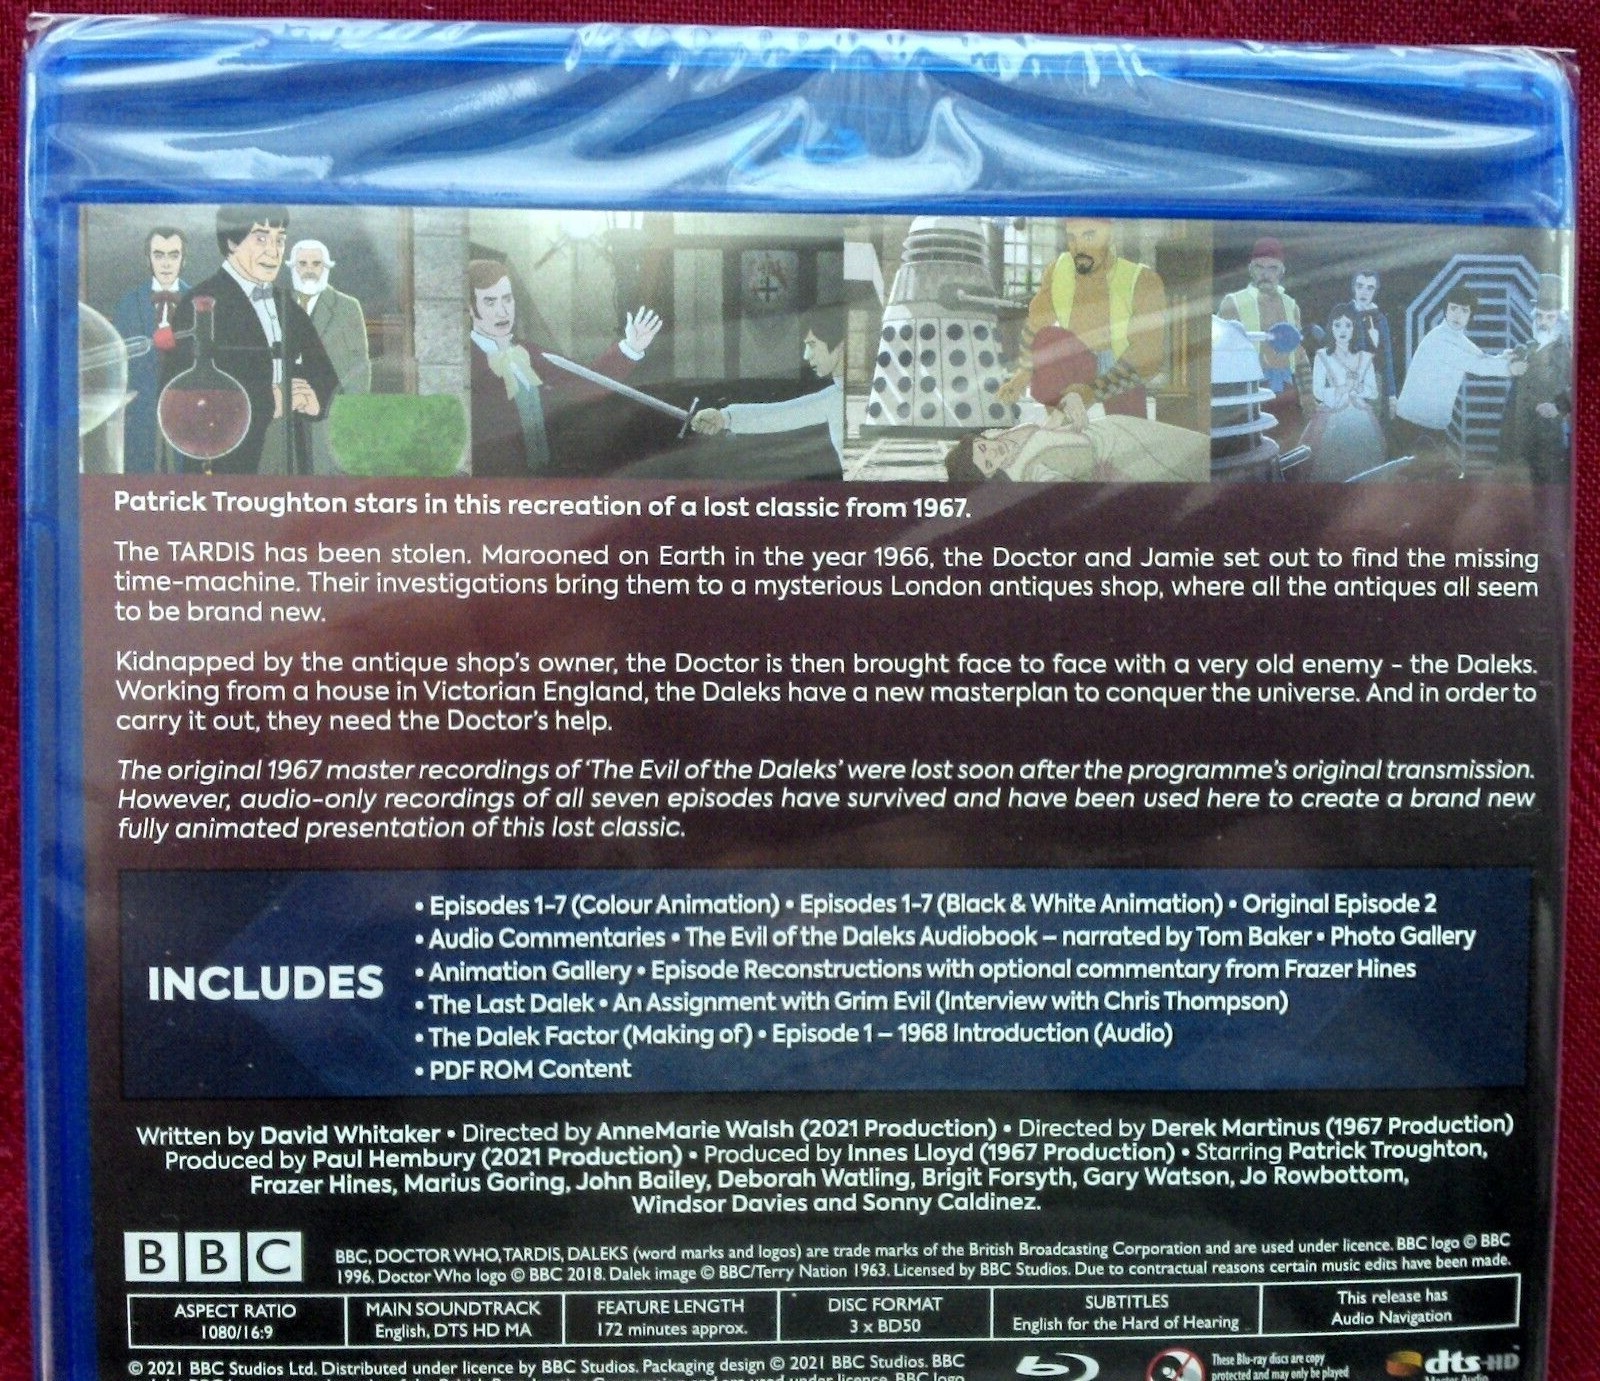 Patrick Troughton stars in this recreation of a lost classic from 1967.
The TARDIS has been stolen. Marooned on Earth in the year 1966, the Doctor and Jamie set out to find the missing
time-machine. Their investigations bring them to a mysterious London antiques shop, where all the antiques all seem
to be brand new.
Kidnapped by the antique shop's owner, the Doctor is then brought face to face with a very old enemy - the Daleks.
Working from a house in Victorian England, the Daleks have a new masterplan to conquer the universe. And in order to
carry it out, they need the Doctor's help.
The original 1967 master recordings of 'The Evil of the Daleks' were lost soon after the programme's original transmission.
However, audio-only recordings of all seven episodes have survived and have been used here to create a brand new
fully animated presentation of this lost classic.
INCLUDES
• Episodes 1-7 (Colour Animation) • Episodes 1-7 (Black & White Animation) • Original Episode 2
• Audio Commentaries • The Evil of the Daleks Audiobook – narrated by Tom Baker • Photo Gallery
• Animation Gallery • Episode Reconstructions with optional commentary from Frazer Hines
• The Last Dalek • An Assignment with Grim Evil (Interview with Chris Thompson)
• The Dalek Factor (Making of) • Episode 1 – 1968 Introduction (Audio)
• PDF ROM Content
Written by David Whitaker • Directed by AnneMarie Walsh (2021 Production) • Directed by Derek Martinus (1967 Production)
Produced by Paul Hembury (2021 Production) • Produced by Innes Lloyd (1967 Production) • Starring Patrick Troughton,
Frazer Hines, Marius Goring, John Bailey, Deborah Watling, Brigit Forsyth, Gary Watson, Jo Rowbottom,
Windsor Davies and Sonny Caldinez.
BBC
BBC, DOCTOR WHO, TARDIS, DALEKS (word marks and logos) are trade marks of the British Broadcasting Corporation and are used under licence. BBC logo © BBC
1996. Doctor Who logo © BBC 2018. Dalek image © BBC/Terry Nation 1963. Licensed by BBC Studios. Due to contractual reasons certain music edits have been made.
ASPECT RATIO
1080/16:9
MAIN SOUNDTRACK
English, DTS HD MA
FEATURE LENGTH
172 minutes approx.
DISC FORMAT
3 x BD50
SUBTITLES
English for the Hard of Hearing
This release has
Audio Navigation
© 2021 BBC Studios Ltd. Distributed under licence by BBC Studios. Packaging design © 2021 BBC Studios. BBC
These Blu-ray discs are copy
protected and may only be played
dts-HD
Master Audio